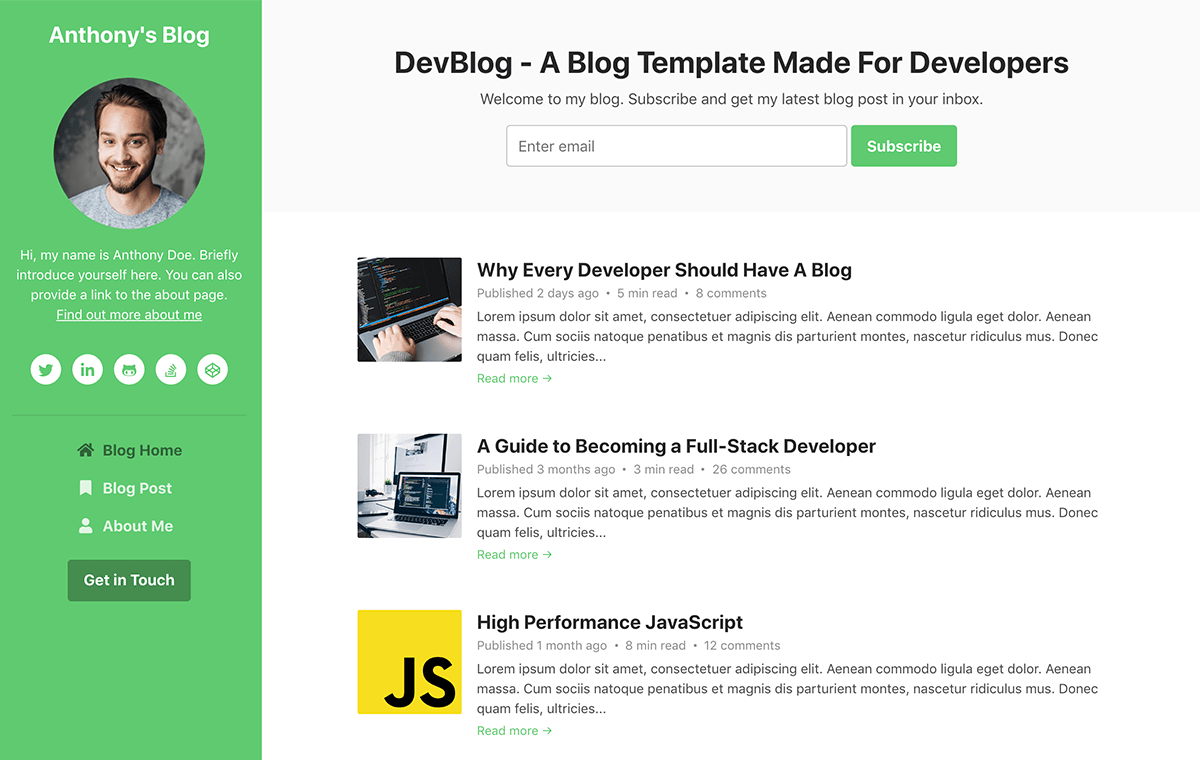 Anthony's Blog
Hi, my name is Anthony Doe. Briefly
introduce yourself here. You can also
provide a link to the about page.
Find out more about me
Blog Home
Blog Post
About Me
Get in Touch
DevBlog - A Blog Template Made For Developers
Welcome to my blog. Subscribe and get my latest blog post in your inbox.
Enter email
Subscribe
Why Every Developer Should Have A Blog
Published 2 days ago • 5 min read • 8 comments
Lorem ipsum dolor sit amet, consectetuer adipiscing elit. Aenean commodo ligula eget dolor. Aenean
massa. Cum sociis natoque penatibus et magnis dis parturient montes, nascetur ridiculus mus. Donec
quam felis, ultricies...
Read more →
A Guide to Becoming a Full-Stack Developer
Published 3 months ago • 3 min read • 26 comments
Lorem ipsum dolor sit amet, consectetuer adipiscing elit. Aenean commodo ligula eget dolor. Aenean
massa. Cum sociis natoque penatibus et magnis dis parturient montes, nascetur ridiculus mus. Donec
quam felis, ultricies...
Read more →
JS
High Performance JavaScript
Published 1 month ago • 8 min read • 12 comments
Lorem ipsum dolor sit amet, consectetuer adipiscing elit. Aenean commodo ligula eget dolor. Aenean
massa. Cum sociis natoque penatibus et magnis dis parturient montes, nascetur ridiculus mus. Donec
quam felis, ultricies...
Read more →